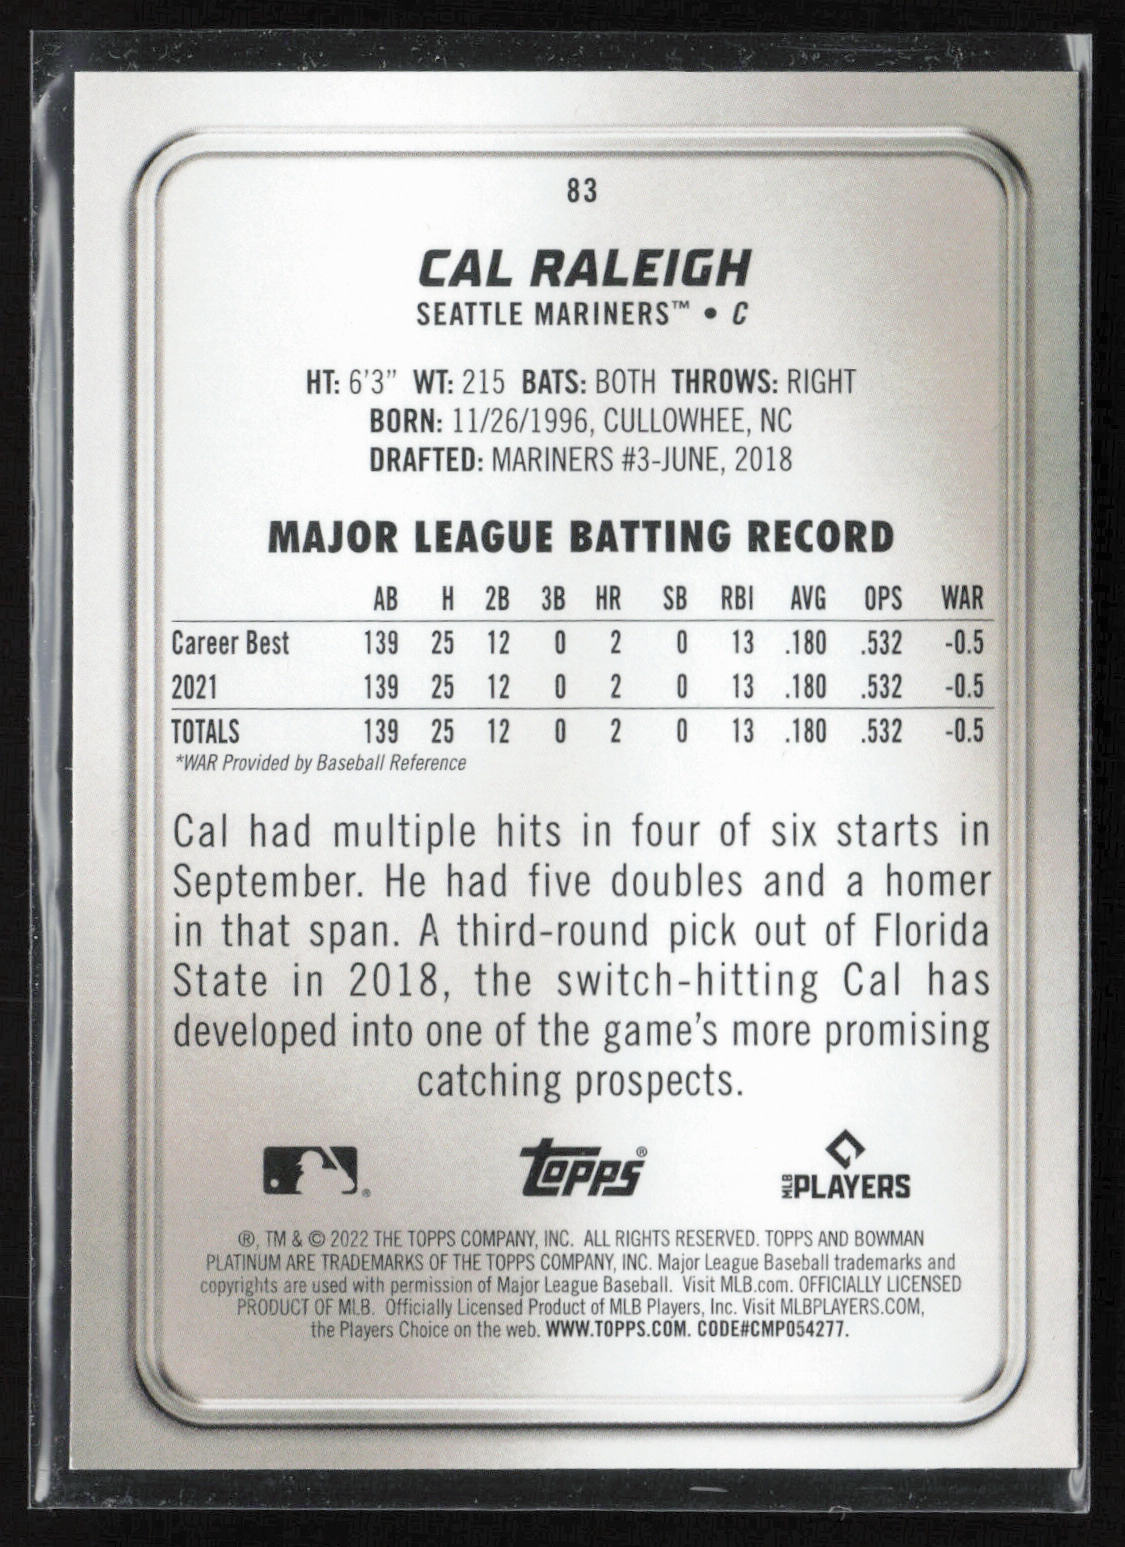 83
CAL RALEIGH
SEATTLE MARINERS™ • C
HT: 6'3" WT: 215 BATS: BOTH THROWS: RIGHT
BORN: 11/26/1996, CULLOWHEE, NC
DRAFTED: MARINERS #3-JUNE, 2018
MAJOR LEAGUE BATTING RECORD
AB H 2B 3B HR SB RBI AVG OPS WAR
Career Best 139 25 12 0 2 0 13 .180 .532 -0.5
2021 139 25 12 0 2 0 13 .180 .532 -0.5
TOTALS 139 25 12 0 2 0 13 .180 .532 -0.5
*WAR Provided by Baseball Reference
Cal had multiple hits in four of six starts in
September. He had five doubles and a homer
in that span. A third-round pick out of Florida
State in 2018, the switch-hitting Cal has
developed into one of the game's more promising
catching prospects.
® topps® MLB PLAYERS
®, TM & © 2022 THE TOPPS COMPANY, INC. ALL RIGHTS RESERVED. TOPPS AND BOWMAN
PLATINUM ARE TRADEMARKS OF THE TOPPS COMPANY, INC. Major League Baseball trademarks and
copyrights are used with permission of Major League Baseball. Visit MLB.com. OFFICIALLY LICENSED
PRODUCT OF MLB. Officially Licensed Product of MLB Players, Inc. Visit MLBPLAYERS.COM,
the Players Choice on the web. WWW.TOPPS.COM. CODE#CMP054277.